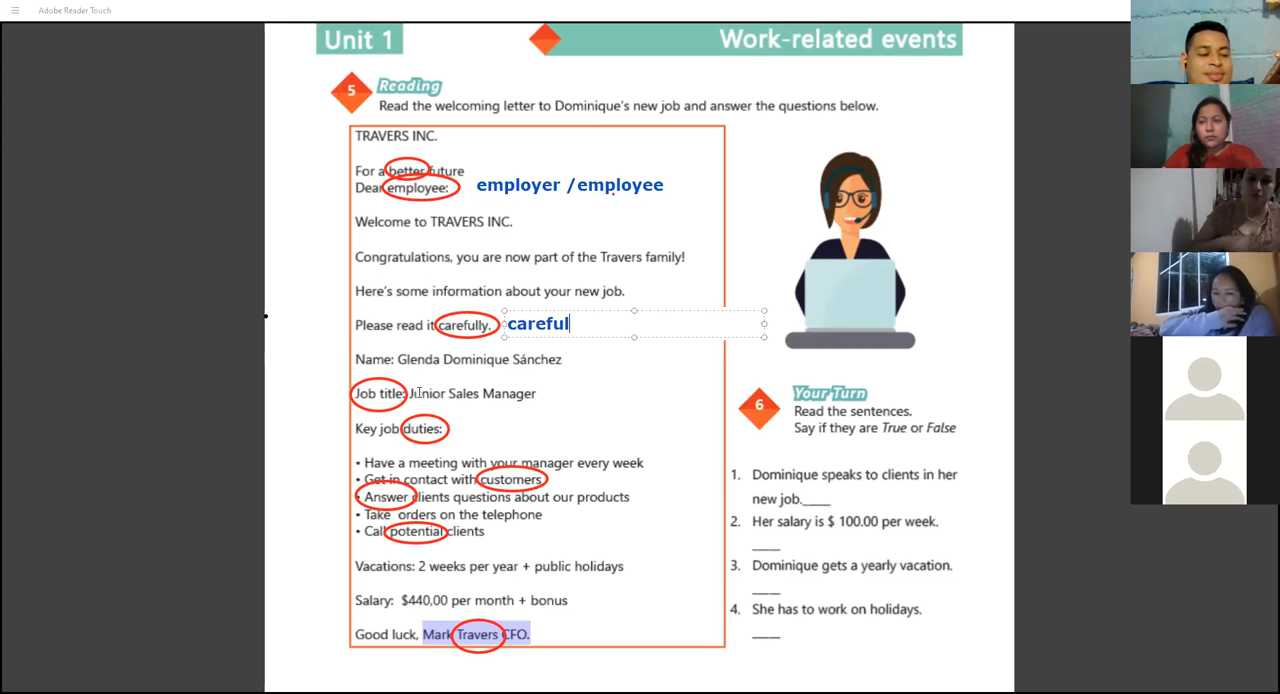 Adobe Reader Touch
Unit 1
Work-related events
5
Reading
Read the welcoming letter to Dominique's new job and answer the questions below.
TRAVERS INC.
For a better future
Dear employee:
employer /employee
Welcome to TRAVERS INC.
Congratulations, you are now part of the Travers family!
Here's some information about your new job.
Please read it carefully.
careful
Name: Glenda Dominique Sánchez
Job title: Junior Sales Manager
Key job duties:
• Have a meeting with your manager every week
• Get in contact with customers
• Answer clients questions about our products
• Take orders on the telephone
• Call potential clients
Vacations: 2 weeks per year + public holidays
Salary: $440,00 per month + bonus
Good luck, Mark Travers CFO.
6
Your Turn
Read the sentences.
Say if they are True or False
1. Dominique speaks to clients in her
new job.____
2. Her salary is $ 100.00 per week.
____
3. Dominique gets a yearly vacation.
____
4. She has to work on holidays.
____